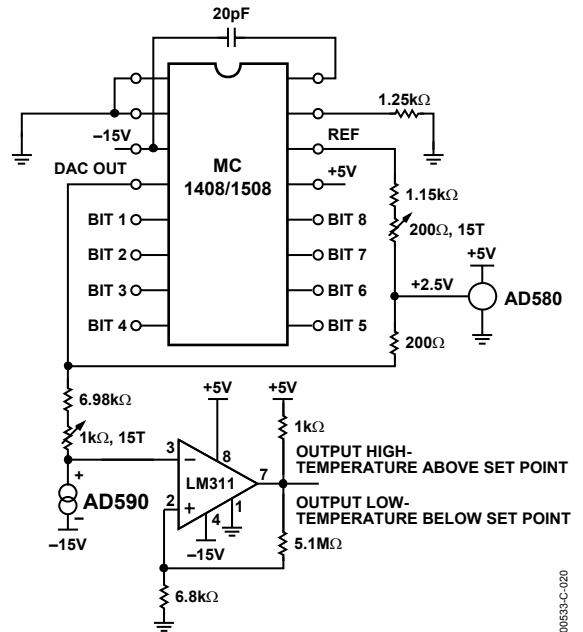 20pF
1.25kΩ
–15V
REF
MC
1408/1508
DAC OUT
+5V
1.15kΩ
BIT 1
BIT 8
200Ω, 15T
BIT 2
BIT 7
+5V
BIT 3
BIT 6
+2.5V
AD580
BIT 4
BIT 5
200Ω
6.98kΩ
+5V
+5V
1kΩ, 15T
1kΩ
3
8
OUTPUT HIGH-
TEMPERATURE ABOVE SET POINT
–
LM311
7
+
AD590
2
+
1
OUTPUT LOW-
TEMPERATURE BELOW SET POINT
–
4
–15V
–15V
5.1MΩ
6.8kΩ
00533-C-020